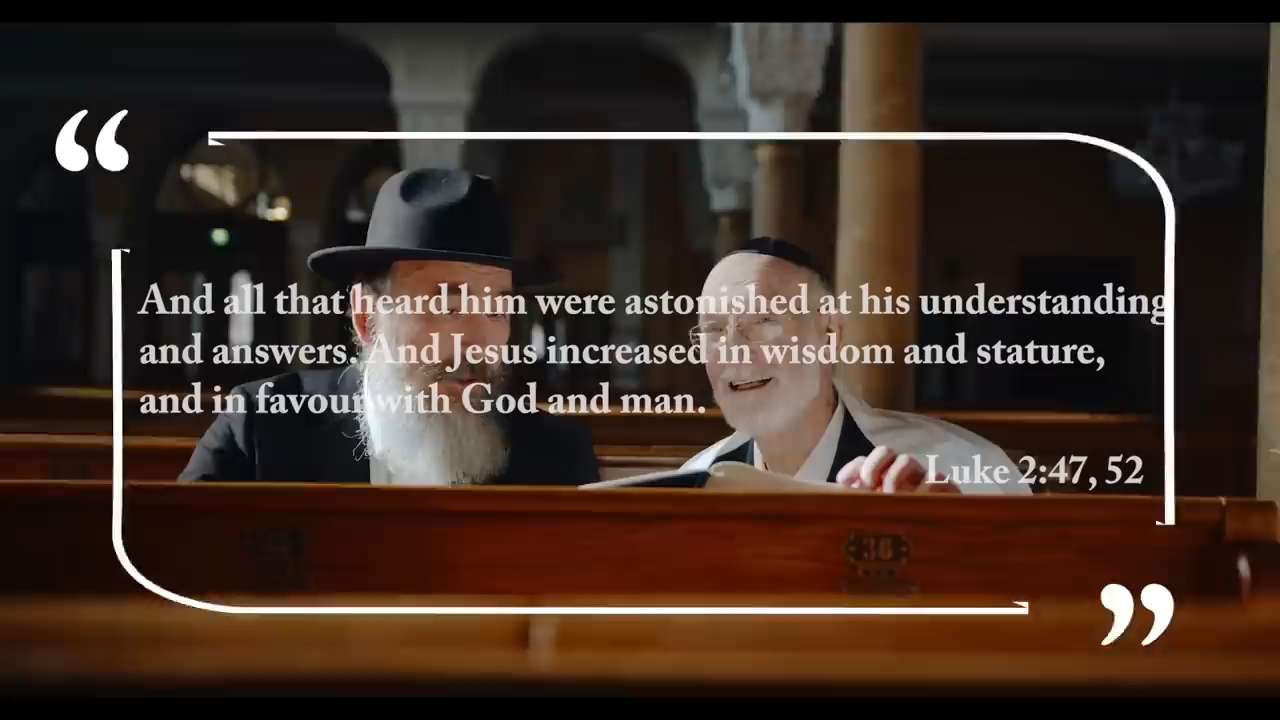 “
And all that heard him were astonished at his understanding
and answers. And Jesus increased in wisdom and stature,
and in favour with God and man.
Luke 2:47, 52
36
”